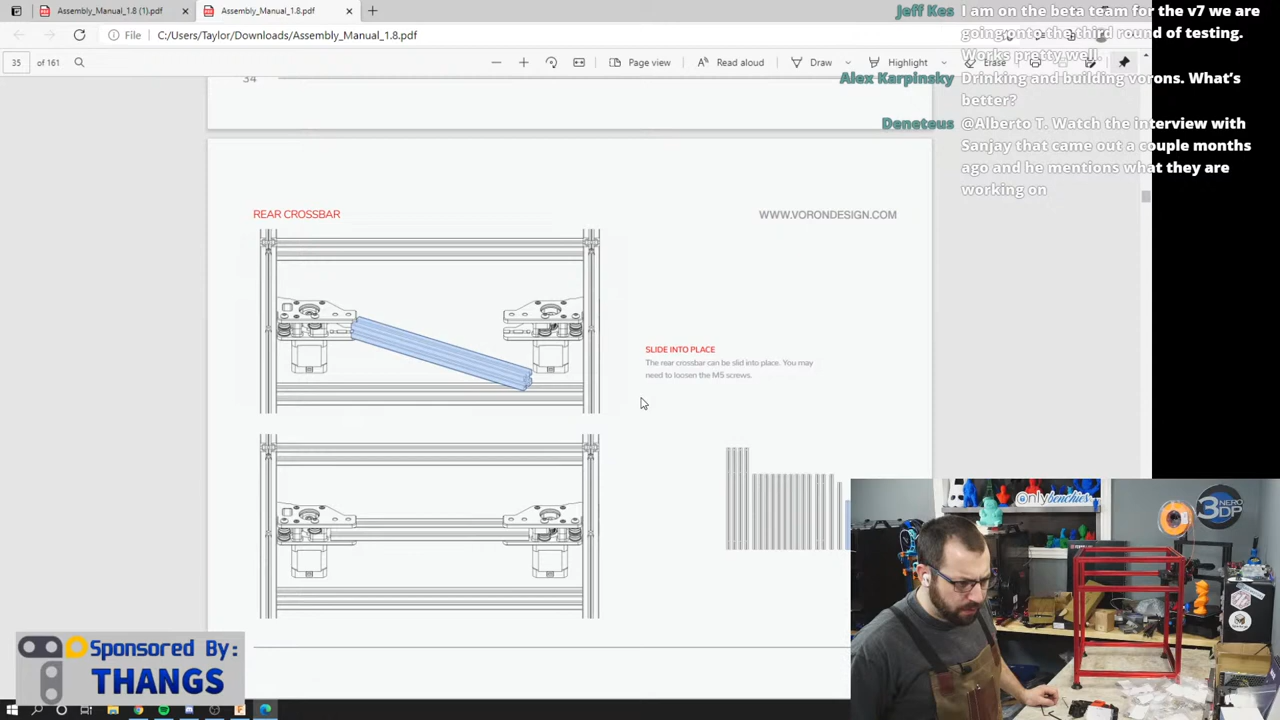 Assembly_Manual_1.8 (1).pdf
Assembly_Manual_1.8.pdf
File
C:/Users/Taylor/Downloads/Assembly_Manual_1.8.pdf
35 of 161
Page view
Read aloud
Draw
Highlight
Erase
Jeff Kes I am on the beta team for the v7 we are
going onto the third round of testing.
Works pretty well.
Alex Karpinsky Drinking and building vorons. What's
better?
Deneteus @Alberto T. Watch the interview with
Sanjay that came out a couple months
ago and he mentions what they are
working on
34
REAR CROSSBAR
WWW.VORONDESIGN.COM
SLIDE INTO PLACE
The rear crossbar can be slid into place. You may
need to loosen the M5 screws.
onlybenchies
NERO
3DP
Sponsored By:
THANGS